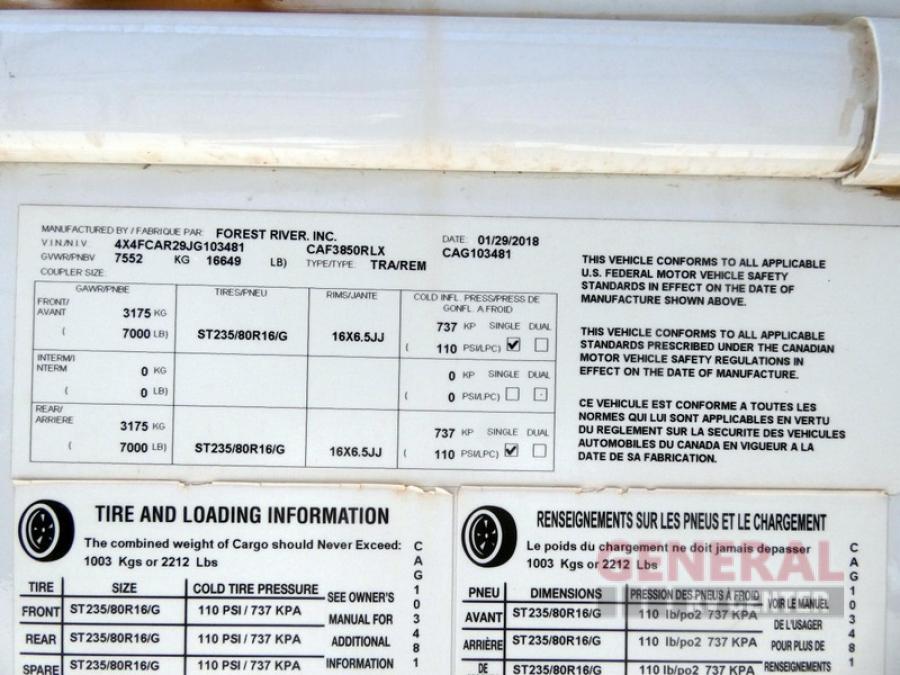 MANUFACTURED BY / FABRIQUE PAR: FOREST RIVER, INC.
DATE: 01/29/2018
V.I.N./N.I.V. 4X4FCAR29JG103481 CAF3850RLX CAG103481
GVWR/PNBV 7552 KG 16649 LB) TYPE/TYPE: TRA/REM
COUPLER SIZE:
GAWR/PNBE TIRES/PNEU RIMS/JANTE COLD INFL. PRESS/PRESS DE
GONFL. A FROID
FRONT/
AVANT 3175 KG 737 KP SINGLE DUAL
( 7000 LB) ST235/80R16/G 16X6.5JJ ( 110 PSI/LPC)
INTERM/I
NTERM 0 KG 0 KP SINGLE DUAL
( 0 LB) ( 0 PSI/LPC)
REAR/
ARRIERE 3175 KG 737 KP SINGLE DUAL
( 7000 LB) ST235/80R16/G 16X6.5JJ ( 110 PSI/LPC)
THIS VEHICLE CONFORMS TO ALL APPLICABLE
U.S. FEDERAL MOTOR VEHICLE SAFETY
STANDARDS IN EFFECT ON THE DATE OF
MANUFACTURE SHOWN ABOVE.
THIS VEHICLE CONFORMS TO ALL APPLICABLE
STANDARDS PRESCRIBED UNDER THE CANADIAN
MOTOR VEHICLE SAFETY REGULATIONS IN
EFFECT ON THE DATE OF MANUFACTURE.
CE VEHICULE EST CONFORME A TOUTES LES
NORMES QUI LUI SONT APPLICABLES EN VERTU
DU REGLEMENT SUR LA SECURITE DES VEHICULES
AUTOMOBILES DU CANADA EN VIGUEUR A LA
DATE DE SA FABRICATION.
TIRE AND LOADING INFORMATION
The combined weight of Cargo should Never Exceed:
1003 Kgs or 2212 Lbs
TIRE SIZE COLD TIRE PRESSURE
FRONT ST235/80R16/G 110 PSI / 737 KPA
REAR ST235/80R16/G 110 PSI / 737 KPA
SPARE ST235/80R16/G 110 PSI / 737 KPA
SEE OWNER'S
MANUAL FOR
ADDITIONAL
INFORMATION
CAG103481
RENSEIGNEMENTS SUR LES PNEUS ET LE CHARGEMENT
Le poids du chargement ne doit jamais depasser
1003 Kgs or 2212 Lbs
PNEU DIMENSIONS PRESSION DES PNEUS A FROID
AVANT ST235/80R16/G 110 lb/po2 737 KPA
ARRIÈRE ST235/80R16/G 110 lb/po2 737 KPA
DE ST235/80R16/G 110 lb/po2 737 KPA
VOIR LE MANUEL
DE L'USAGER
POUR PLUS DE
RENSEIGNEMENTS
CAG103481
GENERAL
CENTER